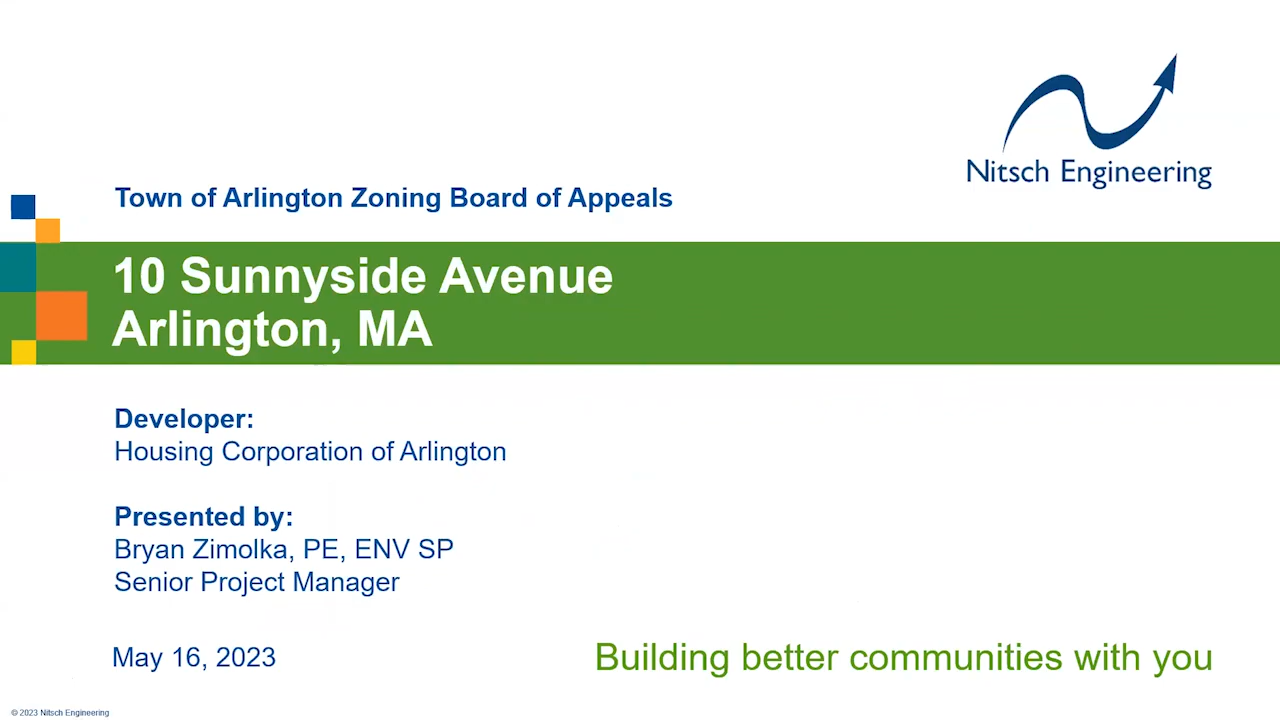 Nitsch Engineering
Town of Arlington Zoning Board of Appeals
10 Sunnyside Avenue
Arlington, MA
Developer:
Housing Corporation of Arlington
Presented by:
Bryan Zimolka, PE, ENV SP
Senior Project Manager
May 16, 2023
Building better communities with you
© 2023 Nitsch Engineering